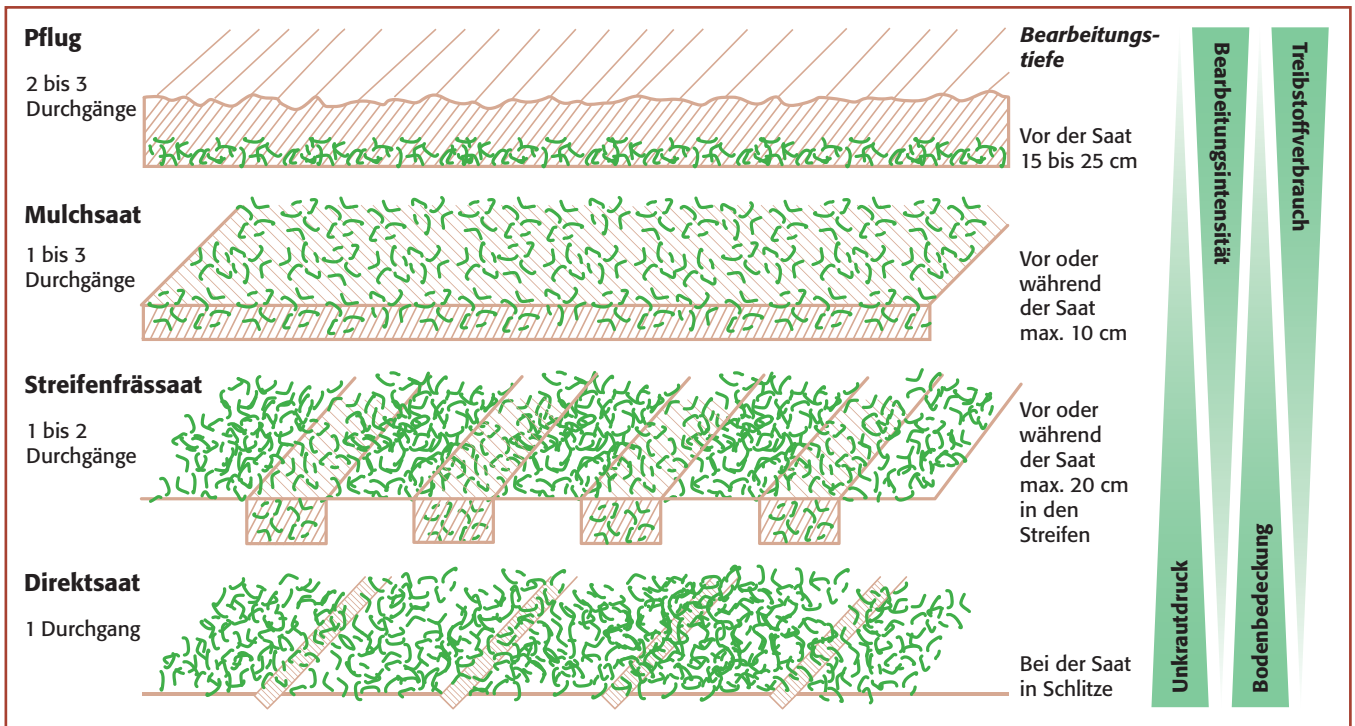 Pflug
2 bis 3
Durchgänge
Bearbeitungs-
tiefe
Vor der Saat
15 bis 25 cm
Mulchsaat
1 bis 3
Durchgänge
Vor oder
während
der Saat
max. 10 cm
Streifenfrässaat
1 bis 2
Durchgänge
Vor oder
während
der Saat
max. 20 cm
in den
Streifen
Direktsaat
1 Durchgang
Bei der Saat
in Schlitze
Unkrautdruck
Bearbeitungsintensität
Bodenbedeckung
Treibstoffverbrauch